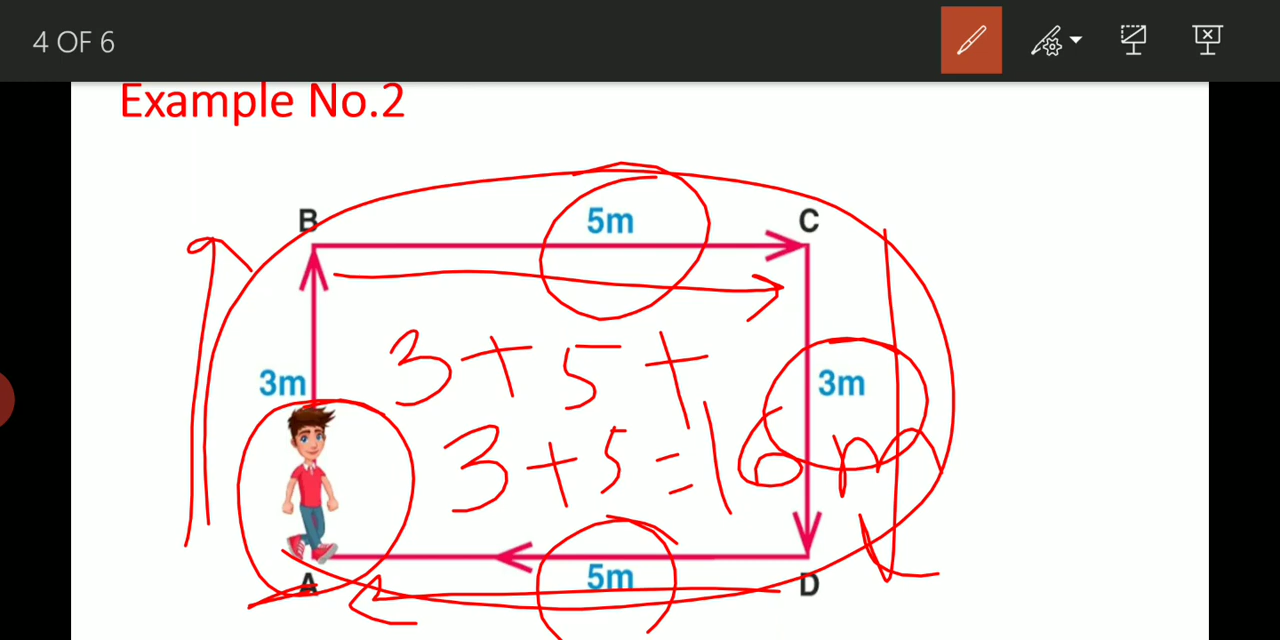 4 OF 6
Example No.2
B 5m C
3m 3m
3+5+
3+5=16m
A 5m D